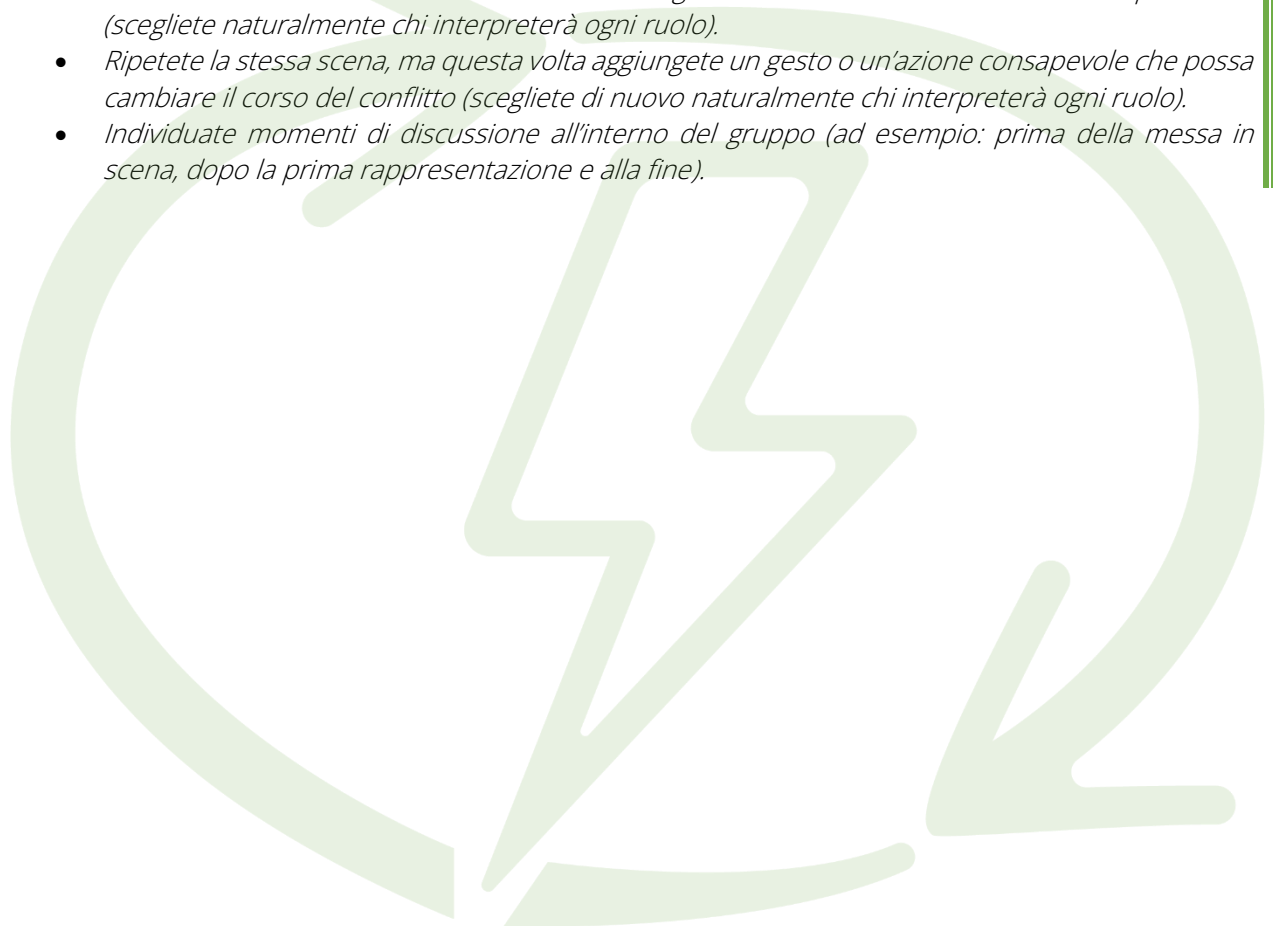 (scegliete naturalmente chi interpreterà ogni ruolo).
• Ripetete la stessa scena, ma questa volta aggiungete un gesto o un'azione consapevole che possa
cambiare il corso del conflitto (scegliete di nuovo naturalmente chi interpreterà ogni ruolo).
• Individuate momenti di discussione all'interno del gruppo (ad esempio: prima della messa in
scena, dopo la prima rappresentazione e alla fine).